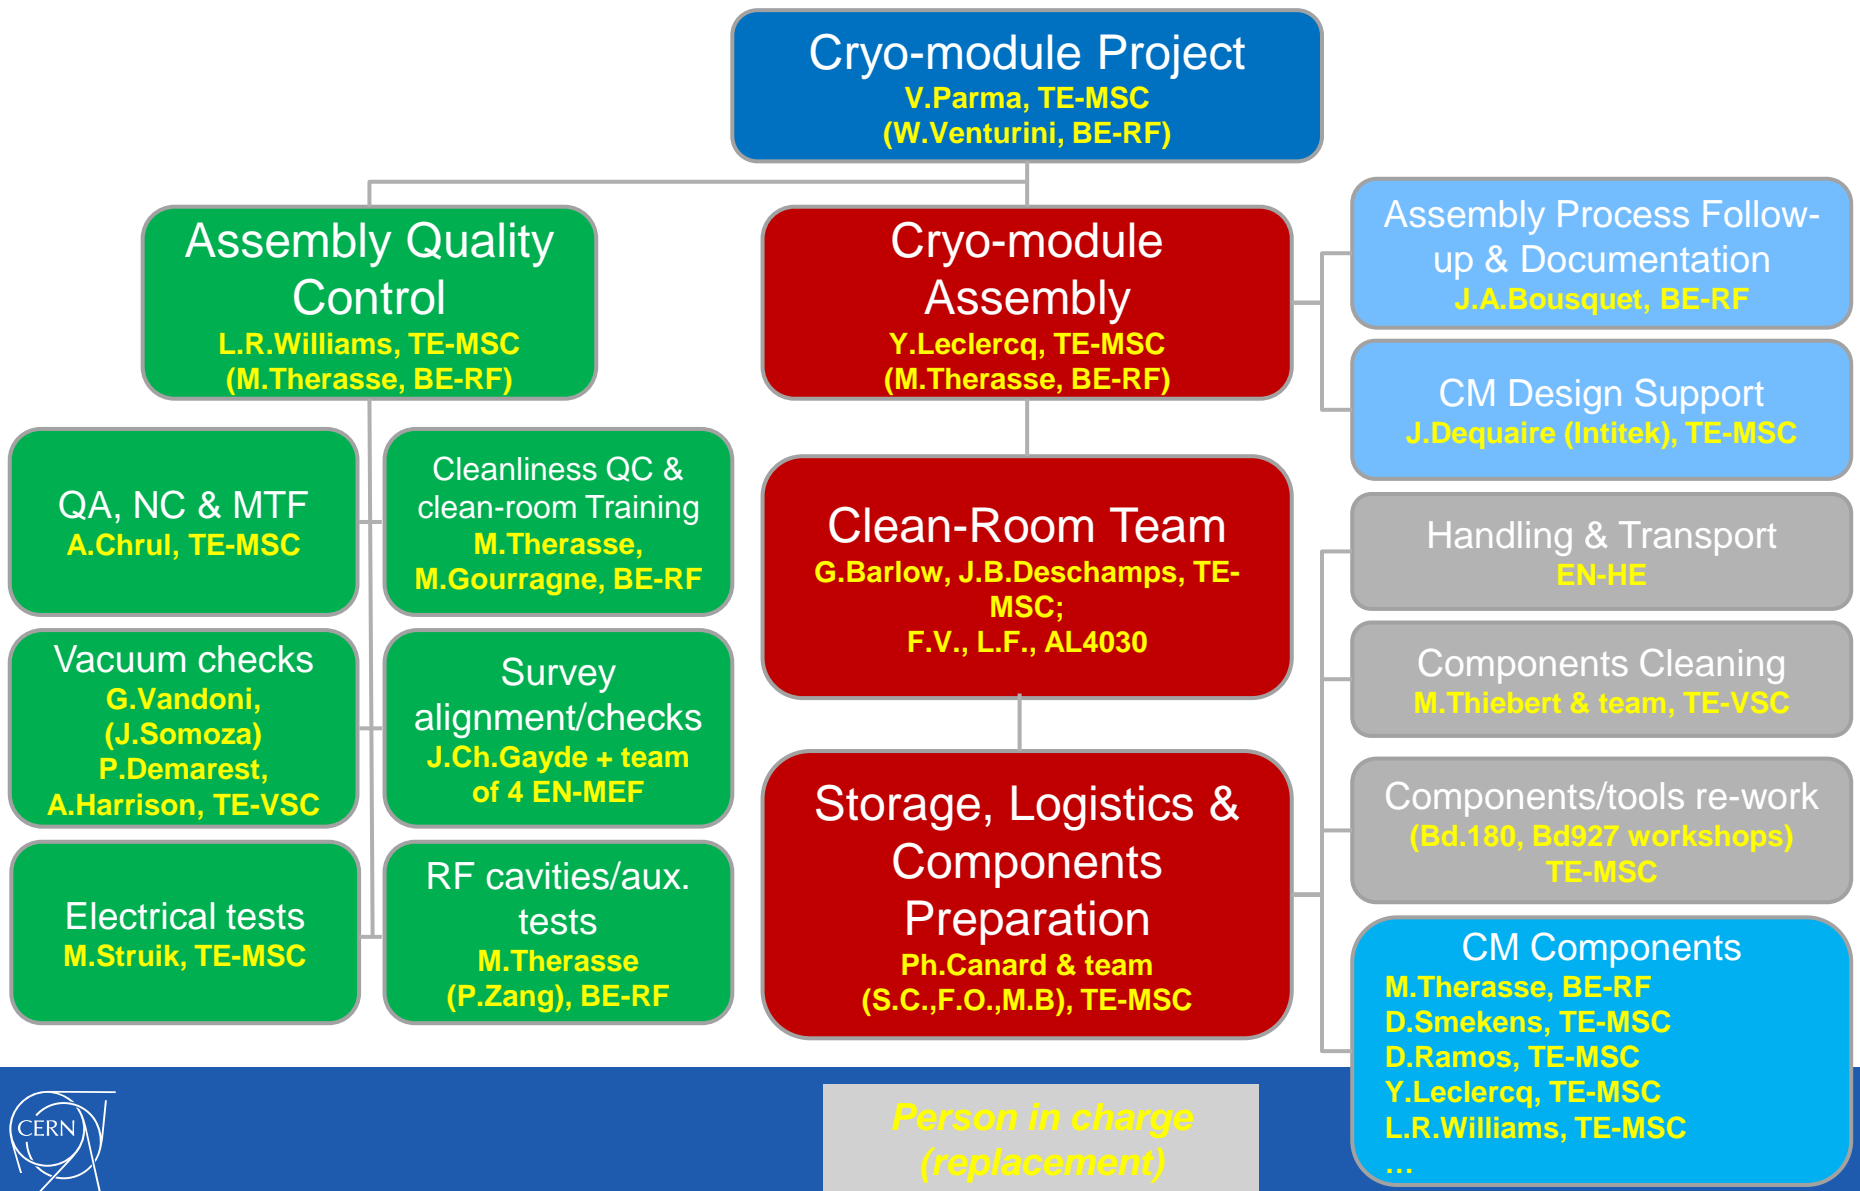 Cryo-module Project
V.Parma, TE-MSC
(W.Venturini, BE-RF)
Assembly Quality
Control
L.R.Williams, TE-MSC
(M.Therasse, BE-RF)
Cryo-module
Assembly
Y.Leclercq, TE-MSC
(M.Therasse, BE-RF)
Assembly Process Follow-
up & Documentation
J.A.Bousquet, BE-RF
CM Design Support
J.Dequaire (Intitek), TE-MSC
QA, NC & MTF
A.Chrul, TE-MSC
Cleanliness QC &
clean-room Training
M.Therasse,
M.Gourragne, BE-RF
Vacuum checks
G.Vandoni,
(J.Somoza)
P.Demarest,
A.Harrison, TE-VSC
Survey
alignment/checks
J.Ch.Gayde + team
of 4 EN-MEF
Electrical tests
M.Struik, TE-MSC
RF cavities/aux.
tests
M.Therasse
(P.Zang), BE-RF
Clean-Room Team
G.Barlow, J.B.Deschamps, TE-
MSC;
F.V., L.F., AL4030
Storage, Logistics &
Components
Preparation
Ph.Canard & team
(S.C.,F.O.,M.B), TE-MSC
Handling & Transport
EN-HE
Components Cleaning
M.Thiebert & team, TE-VSC
Components/tools re-work
(Bd.180, Bd927 workshops)
TE-MSC
CM Components
M.Therasse, BE-RF
D.Smekens, TE-MSC
D.Ramos, TE-MSC
Y.Leclercq, TE-MSC
L.R.Williams, TE-MSC
...
CERN
Person in charge
(replacement)